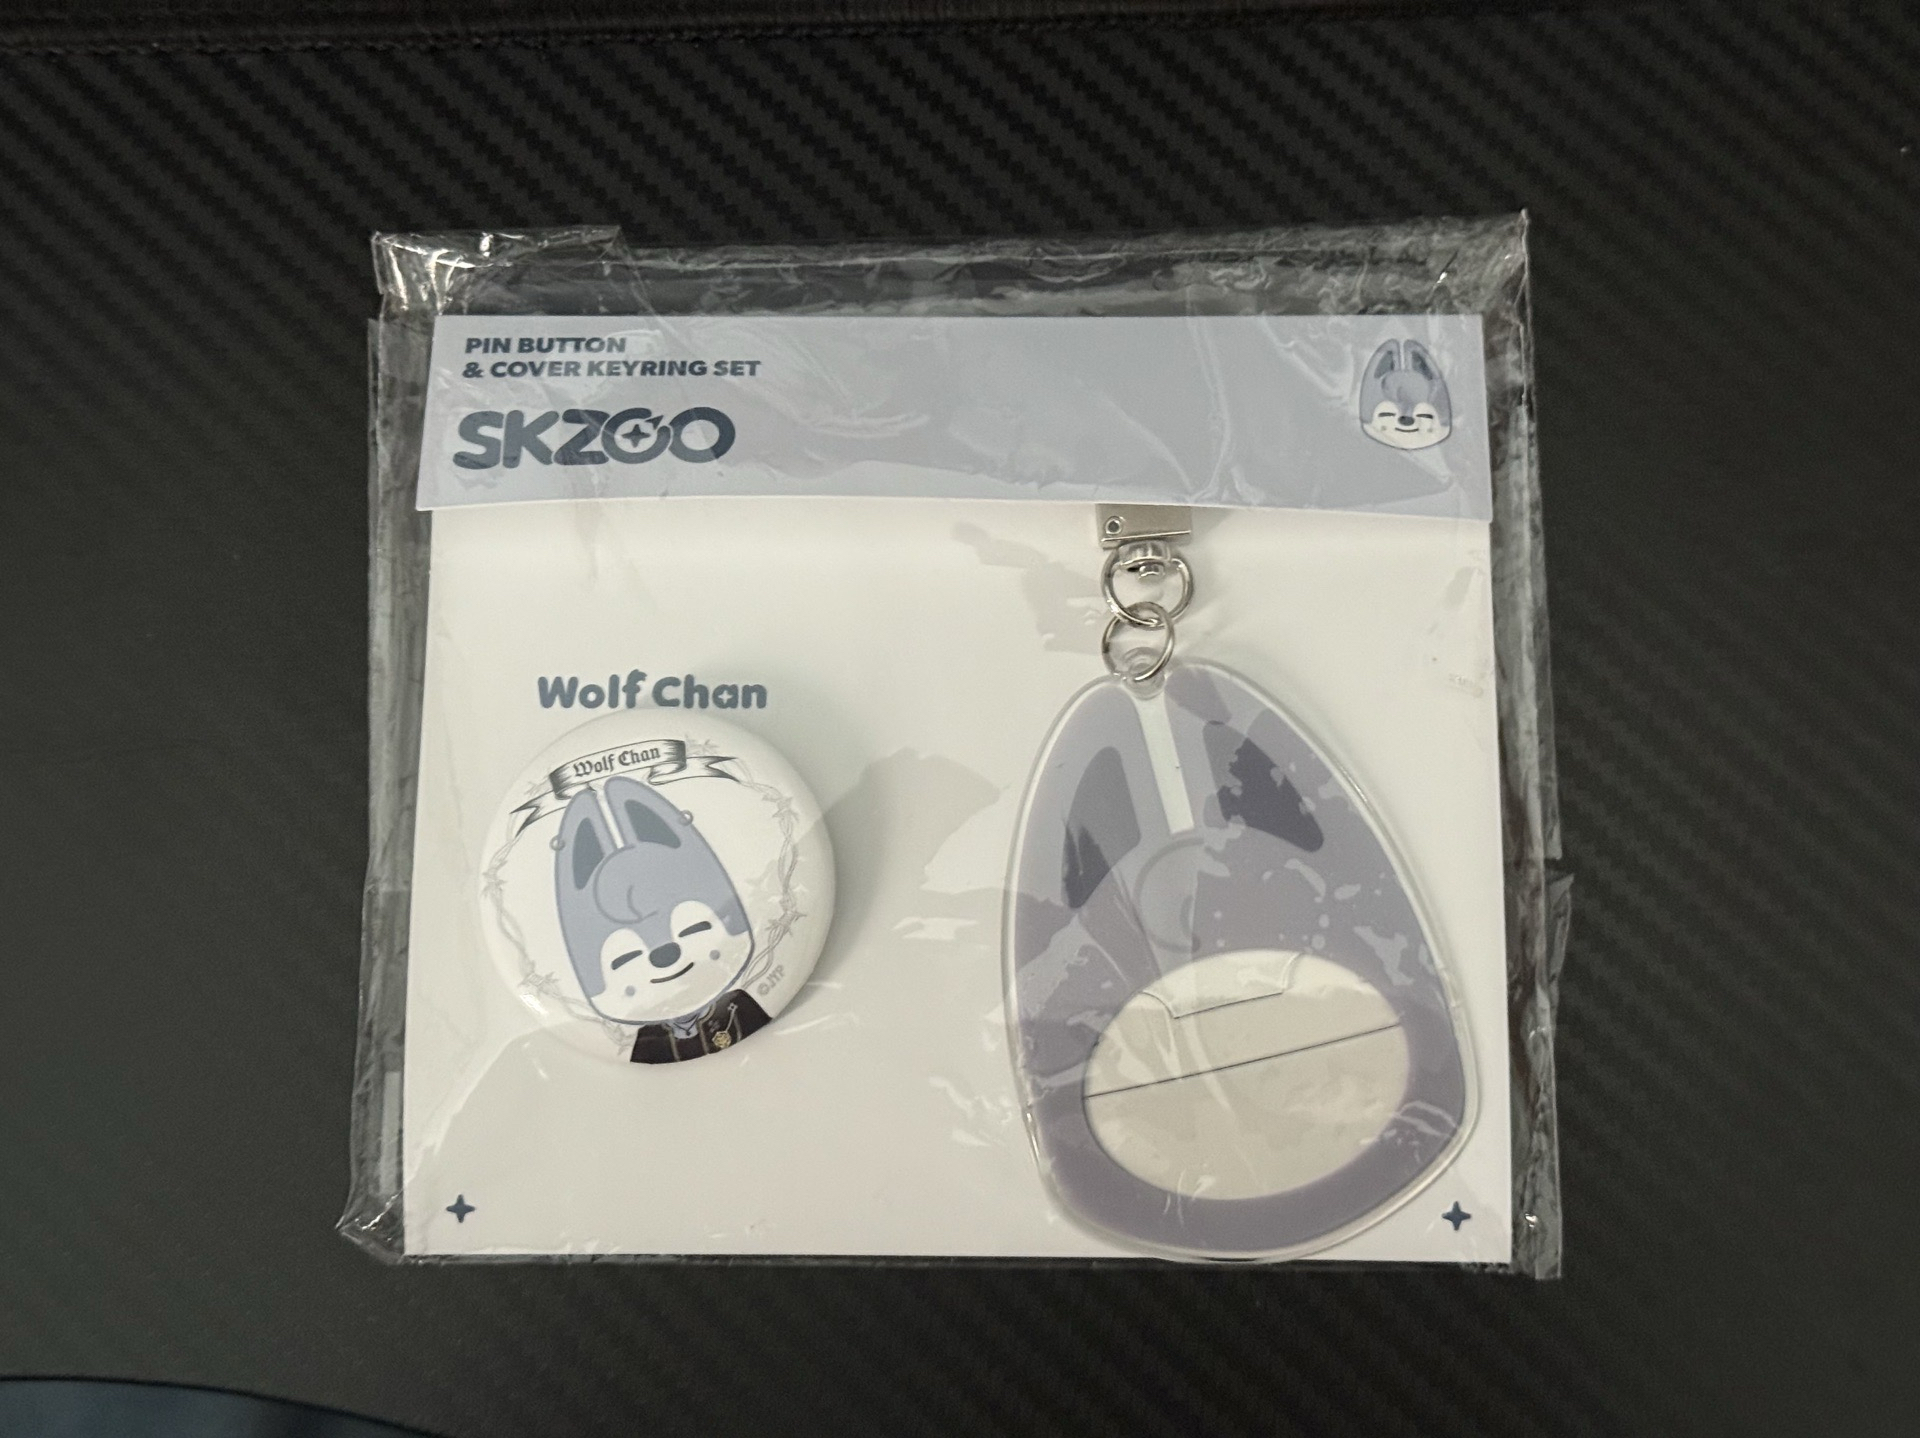 PIN BUTTON
& COVER KEYRING SET
SKZOO
Wolf Chan
Wolf Chan
©JYP